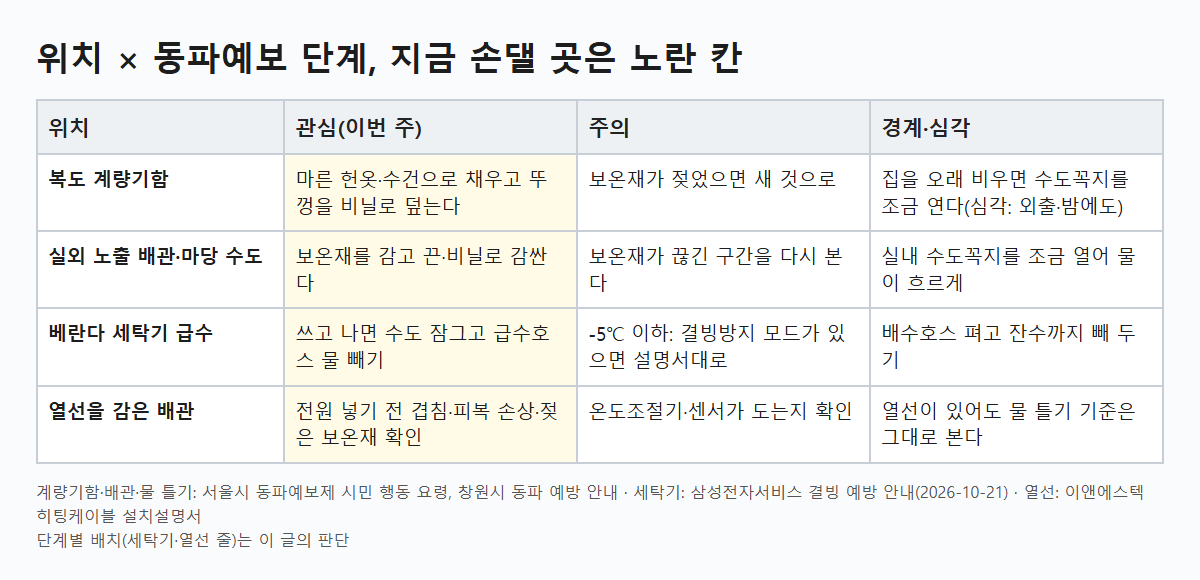 위치 × 동파예보 단계, 지금 손댈 곳은 노란 칸
위치
관심(이번 주)
주의
경계·심각
복도 계량기함
마른 헌옷·수건으로 채우고 뚜
껑을 비닐로 덮는다
보온재가 젖었으면 새 것으로
집을 오래 비우면 수도꼭지를
조금 연다(심각: 외출·밤에도)
실외 노출 배관·마당 수도
보온재를 감고 끈·비닐로 감싼
다
보온재가 끊긴 구간을 다시 본
다
실내 수도꼭지를 조금 열어 물
이 흐르게
베란다 세탁기 급수
쓰고 나면 수도 잠그고 급수호
스 물 빼기
-5℃ 이하: 결빙방지 모드가 있
으면 설명서대로
배수호스 펴고 잔수까지 빼 두
기
열선을 감은 배관
전원 넣기 전 겹침·피복 손상·젖
은 보온재 확인
온도조절기·센서가 도는지 확인
열선이 있어도 물 틀기 기준은
그대로 본다
계량기함·배관·물 틀기: 서울시 동파예보제 시민 행동 요령, 창원시 동파 예방 안내 · 세탁기: 삼성전자서비스 결빙 예방 안내(2026-10-21) · 열선: 이앤에스텍
히팅케이블 설치설명서
단계별 배치(세탁기·열선 줄)는 이 글의 판단